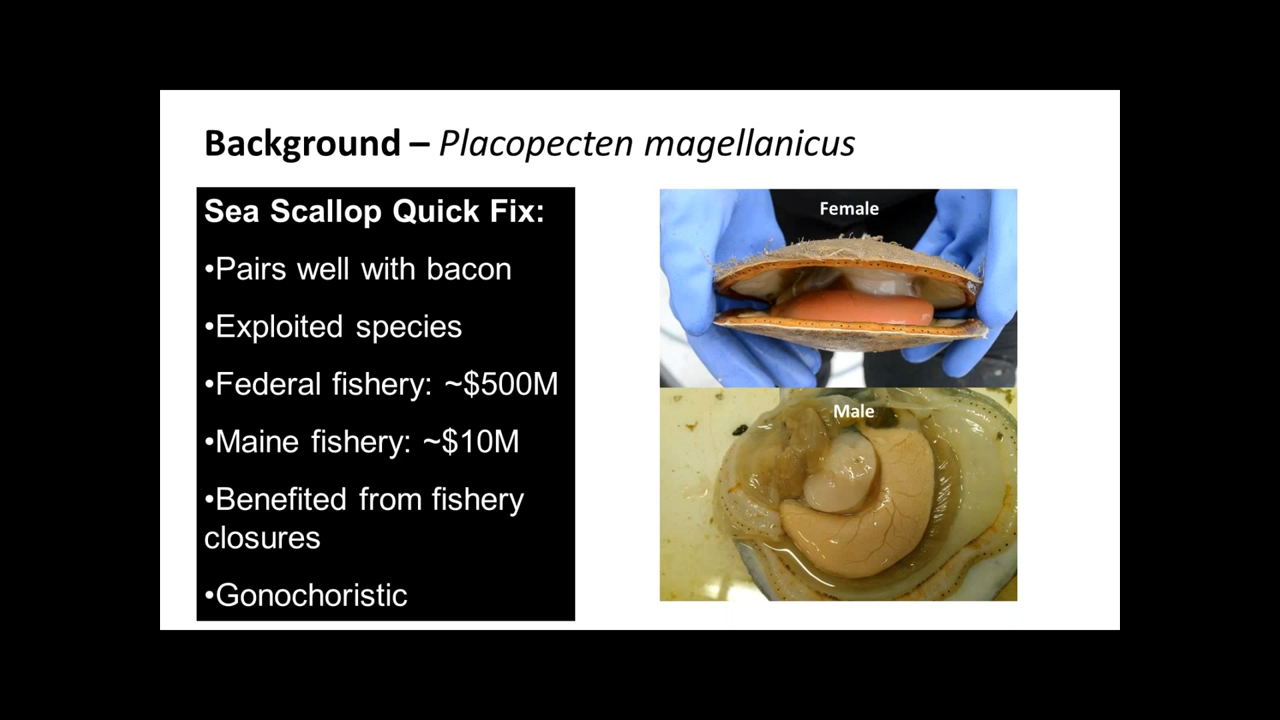 Background – Placopecten magellanicus
Sea Scallop Quick Fix:
•Pairs well with bacon
•Exploited species
•Federal fishery: ~$500M
•Maine fishery: ~$10M
•Benefited from fishery
closures
•Gonochoristic
Female
Male